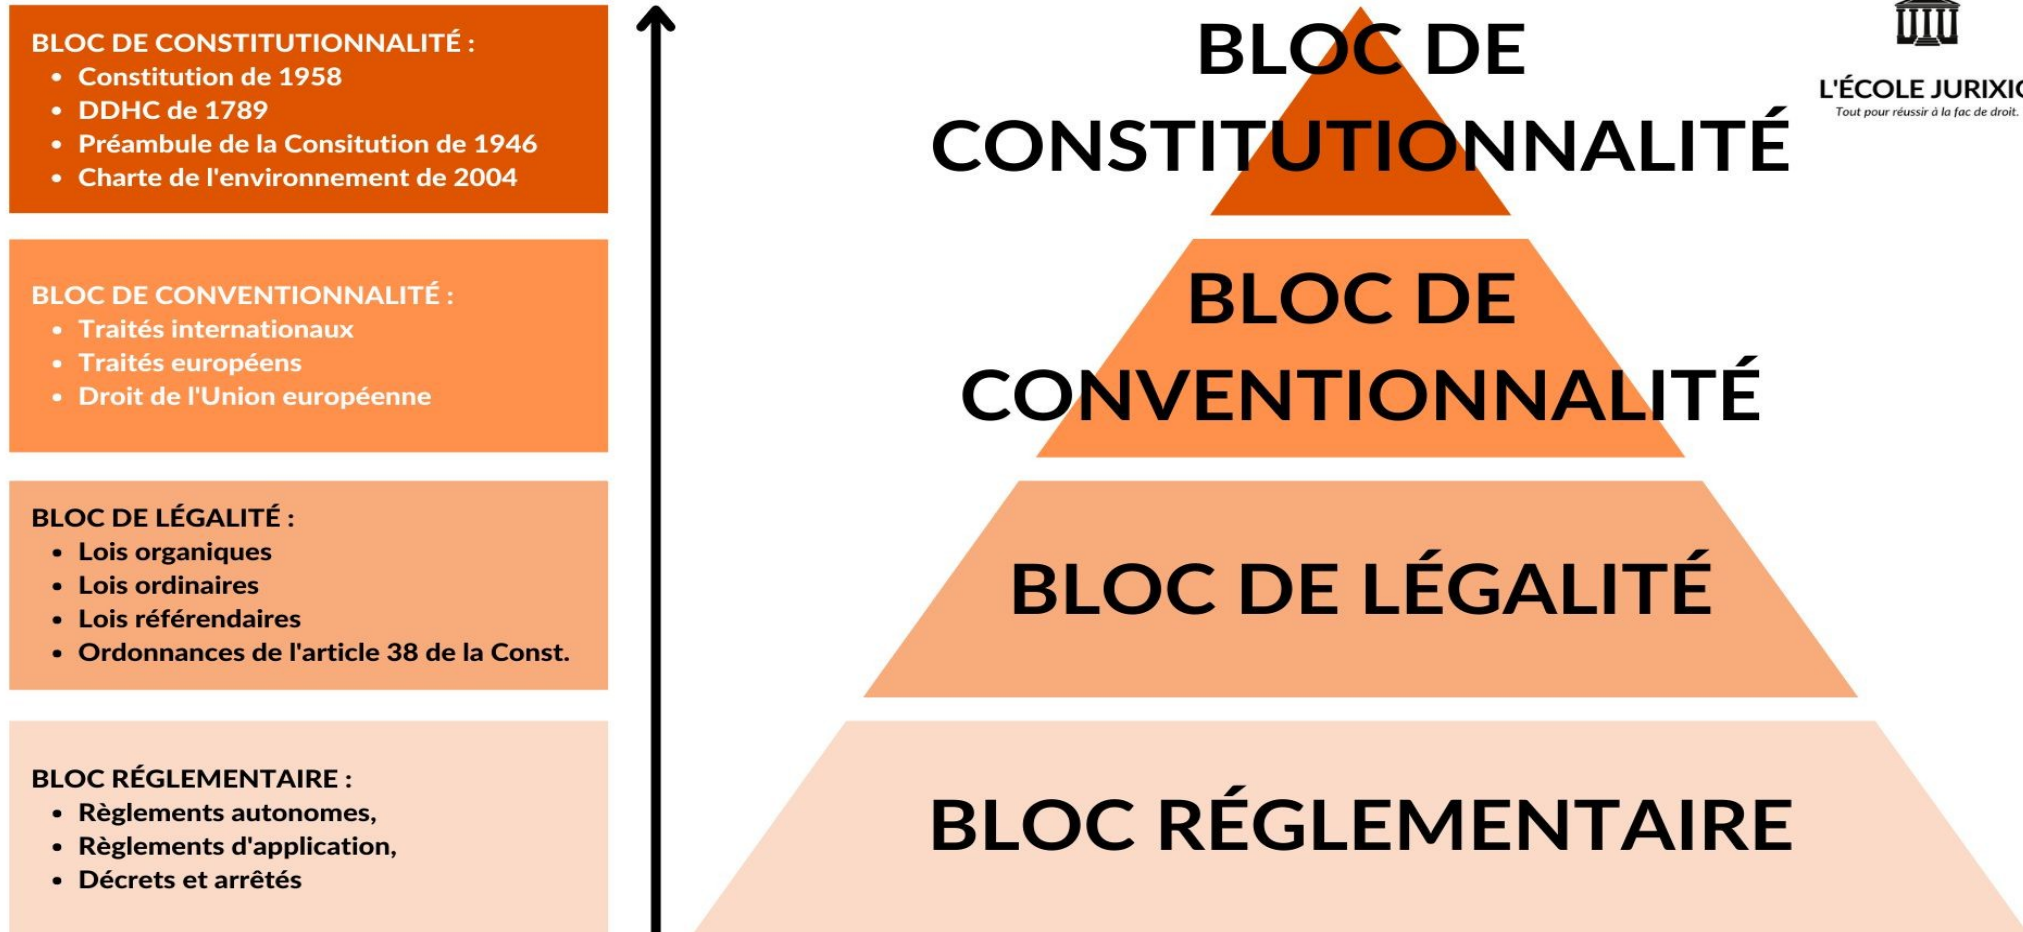 BLOC DE CONSTITUTIONNALITÉ :
• Constitution de 1958
• DDHC de 1789
• Préambule de la Consitution de 1946
• Charte de l'environnement de 2004
BLOC DE CONVENTIONNALITÉ :
• Traités internationaux
• Traités européens
• Droit de l'Union européenne
BLOC DE LÉGALITÉ :
• Lois organiques
• Lois ordinaires
• Lois référendaires
• Ordonnances de l'article 38 de la Const.
BLOC RÉGLEMENTAIRE :
• Règlements autonomes,
• Règlements d'application,
• Décrets et arrêtés
BLOC DE
CONSTITUTIONNALITÉ
BLOC DE
CONVENTIONNALITÉ
BLOC DE LÉGALITÉ
BLOC RÉGLEMENTAIRE
L'ÉCOLE
Tout pour réussir à la fac de droit.